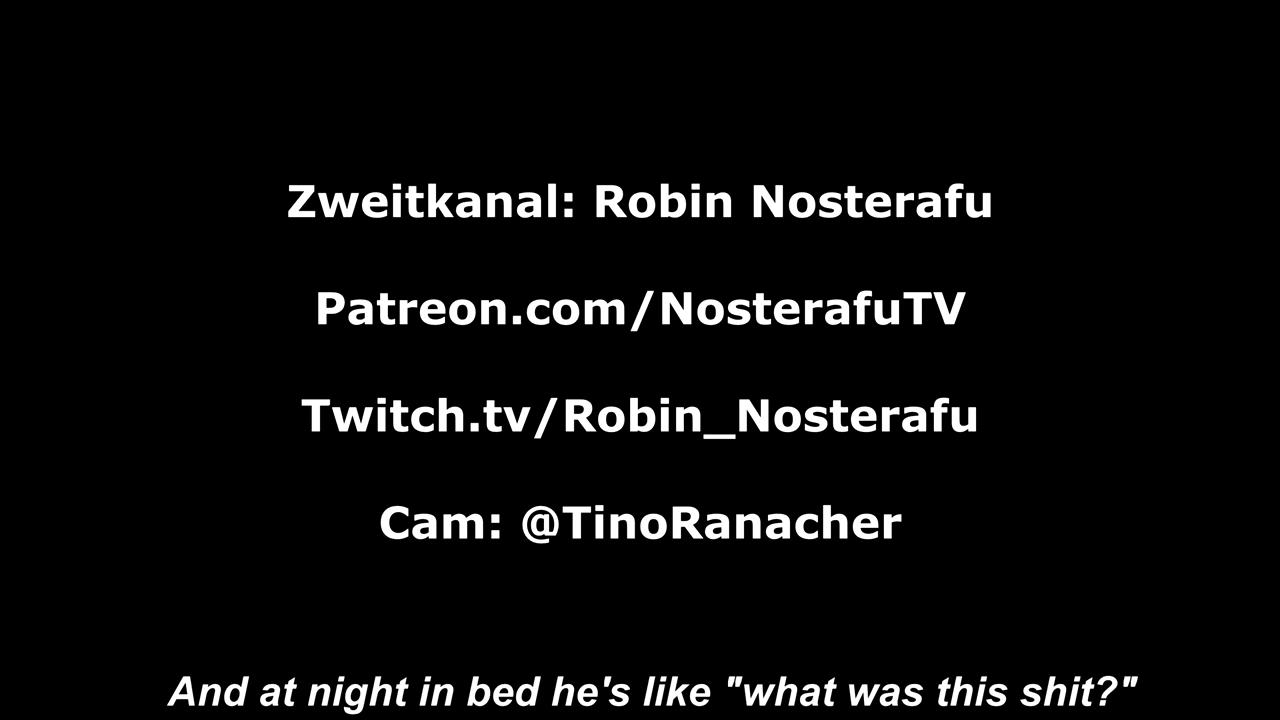 Zweitkanal: Robin Nosterafu
Patreon.com/NosterafuTV
Twitch.tv/Robin_Nosterafu
Cam: @TinoRanacher
And at night in bed he's like "what was this shit?"